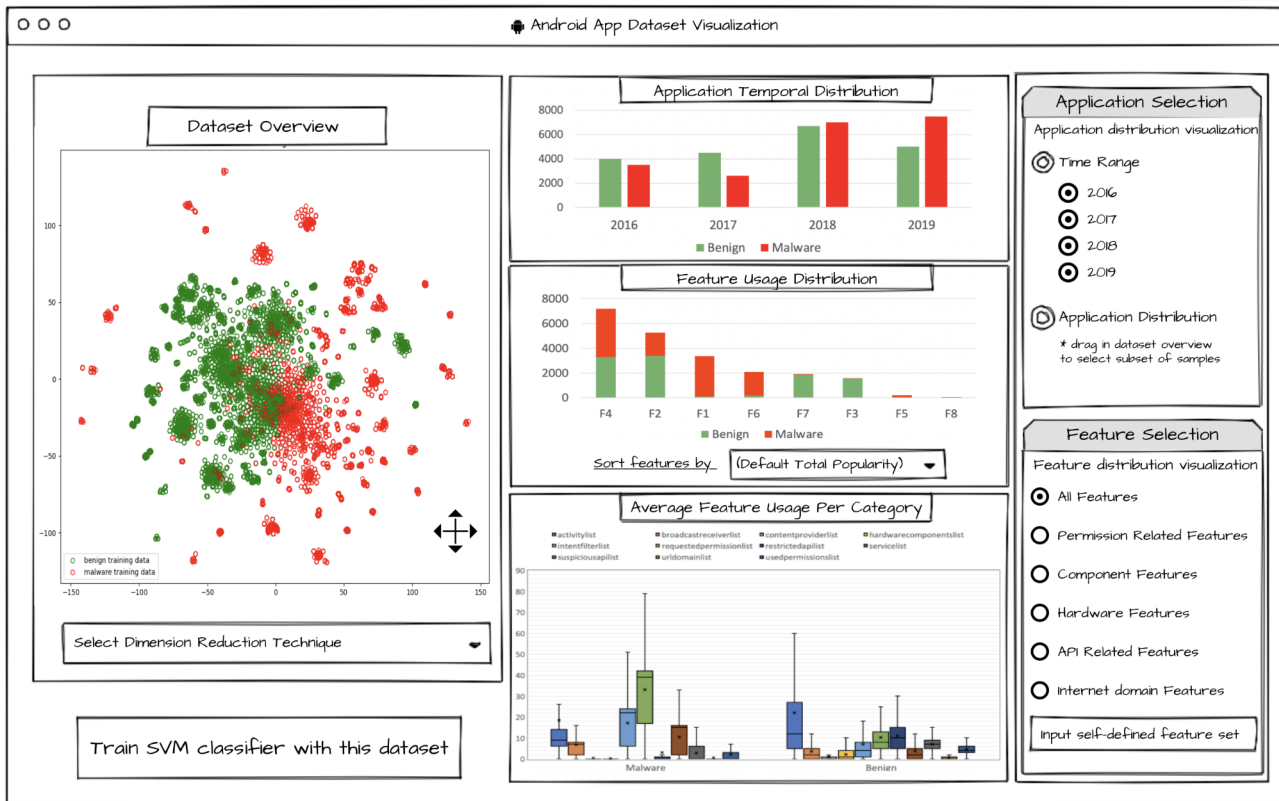 Android App Dataset Visualization
Dataset Overview
100
50
0
−50
−100
benign training data
malware training data
−150
−100
−50
0
50
100
150
Select Dimension Reduction Technique
Train SVM classifier with this dataset
Application Temporal Distribution
8000
6000
4000
2000
0
2016 2017 2018 2019
Benign Malware
Feature Usage Distribution
8000
6000
4000
2000
0
F4 F2 F1 F6 F7 F3 F5 F8
Benign Malware
Sort features by (Default Total Popularity)
Average Feature Usage Per Category
activitylist broadcastreceiverlist contentproviderlist hardwarecomponentslist
intentfilterlist requestedpermissionlist restrictedapilist servicelist
suspiciousapilist urldomainlist usedpermissionslist
90
80
70
60
50
40
30
20
10
0
Malware Benign
Application Selection
Application distribution visualization
Time Range
2016
2017
2018
2019
Application Distribution
* drag in dataset overview
to select subset of samples
Feature Selection
Feature distribution visualization
All Features
Permission Related Features
Component Features
Hardware Features
API Related Features
Internet domain Features
Input self-defined feature set